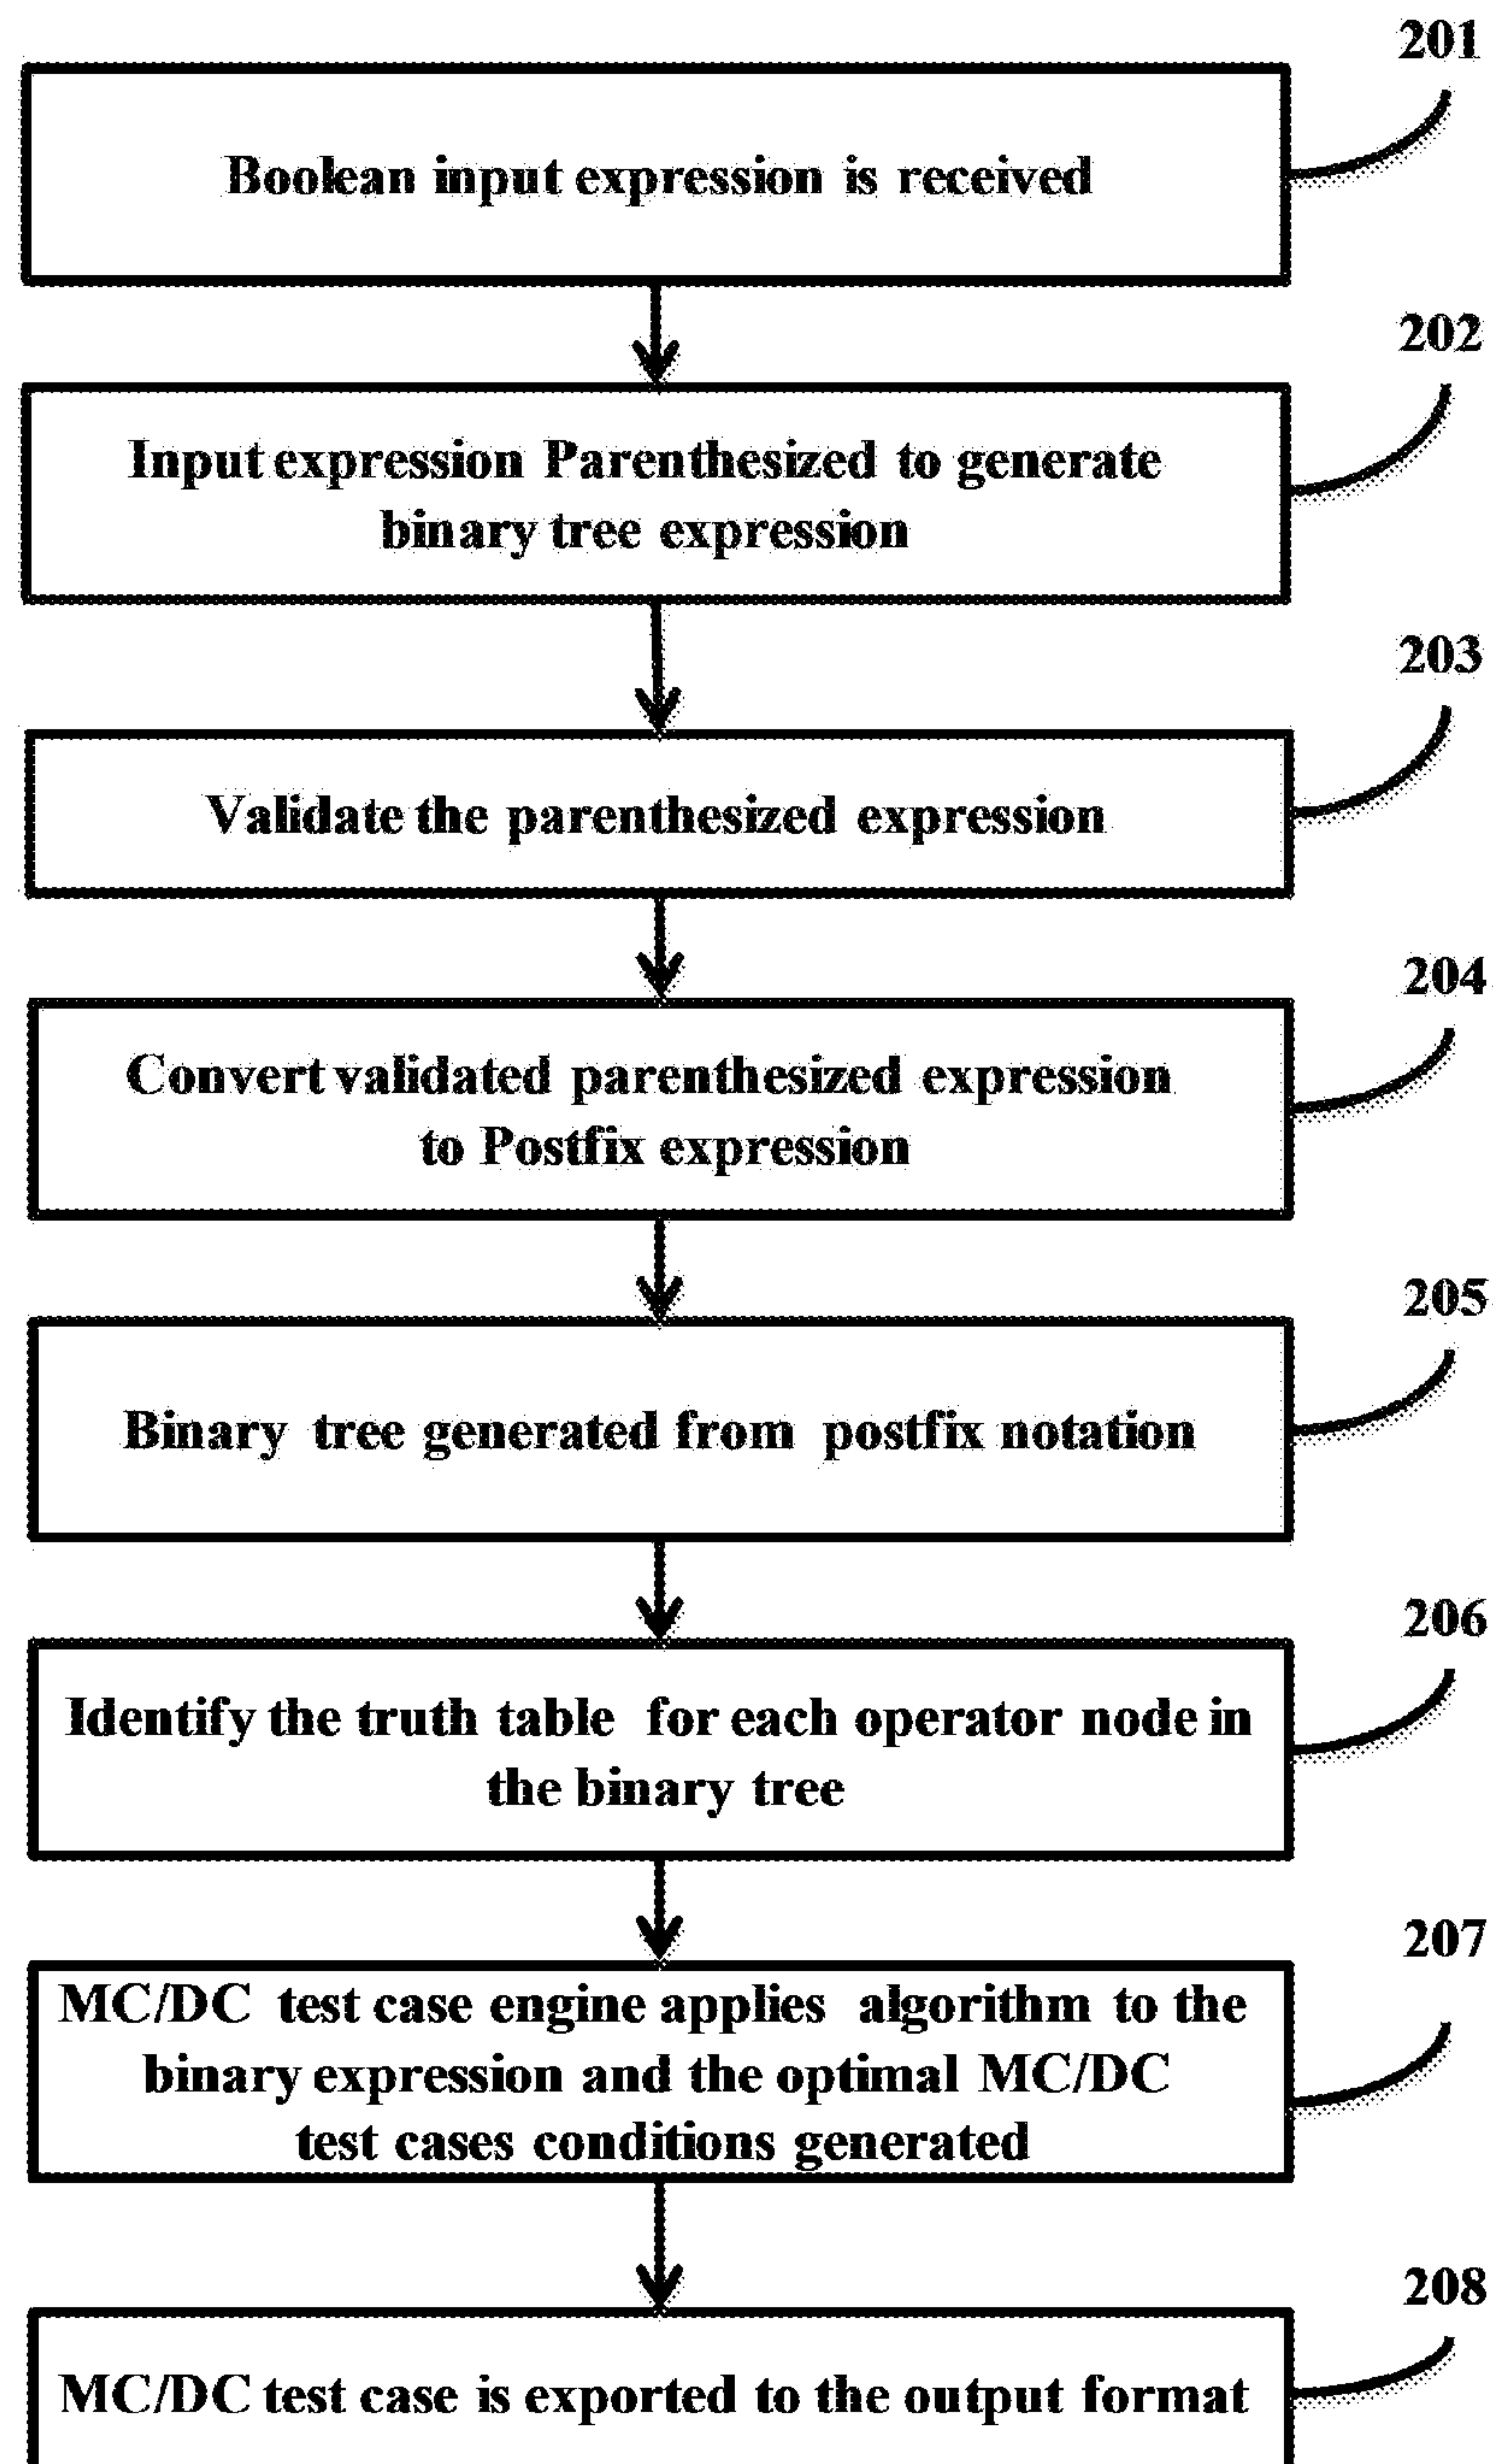 201
Boolean input expression is received
202
Input expression Parenthesized to generate
binary tree expression
203
Validate the parenthesized expression
204
Convert validated parenthesized expression
to Postfix expression
205
Binary tree generated from postfix notation
206
Identify the truth table for each operator node in
the binary tree
207
MC/DC test case engine applies algorithm to the
binary expression and the optimal MC/DC
test cases conditions generated
208
MC/DC test case is exported to the output format